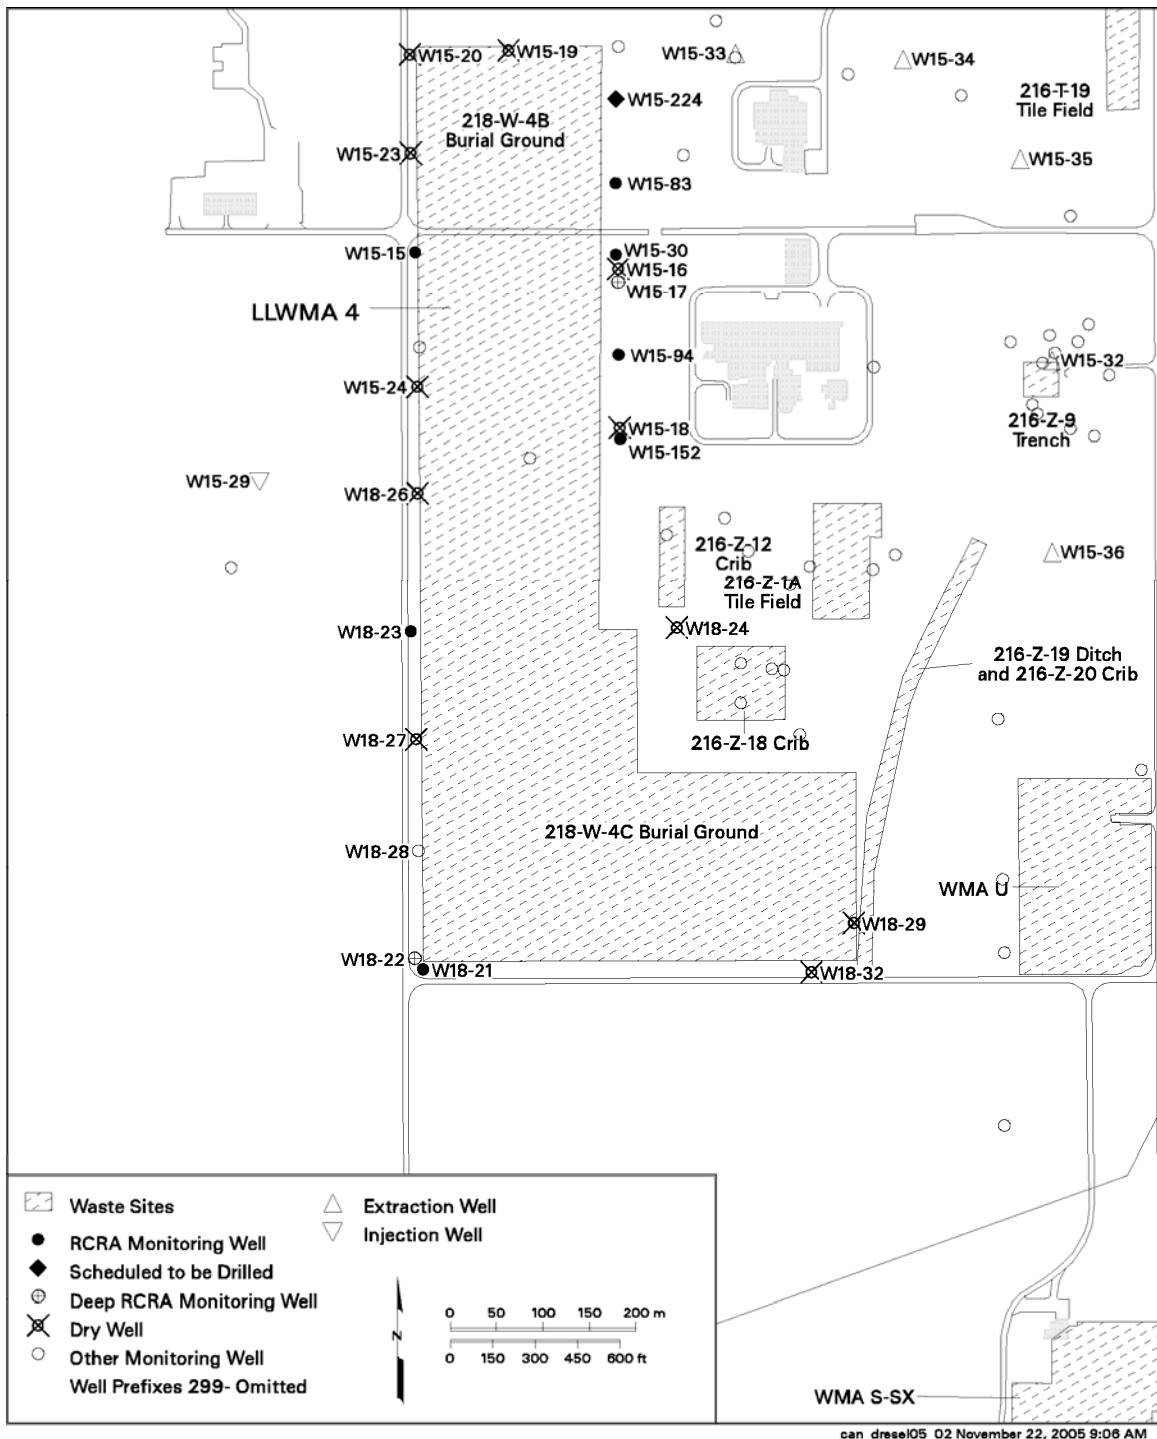 W15-20
W15-19
W15-33
W15-34
W15-224
216-T-19
Tile Field
218-W-4B
Burial Ground
W15-23
W15-35
W15-83
W15-15
W15-30
W15-16
W15-17
LLWMA 4
W15-94
W15-32
W15-24
216-Z-9
Trench
W15-18
W15-152
W15-29
W18-26
216-Z-12
Crib
W15-36
216-Z-1A
Tile Field
W18-23
W18-24
216-Z-19 Ditch
and 216-Z-20 Crib
W18-27
216-Z-18 Crib
218-W-4C Burial Ground
W18-28
WMA U
W18-29
W18-22
W18-21
W18-32
Waste Sites
RCRA Monitoring Well
Scheduled to be Drilled
Deep RCRA Monitoring Well
Dry Well
Other Monitoring Well
Well Prefixes 299- Omitted
Extraction Well
Injection Well
N
0 50 100 150 200 m
0 150 300 450 600 ft
WMA S-SX
can_dresel05_02 November 22, 2005 9:06 AM